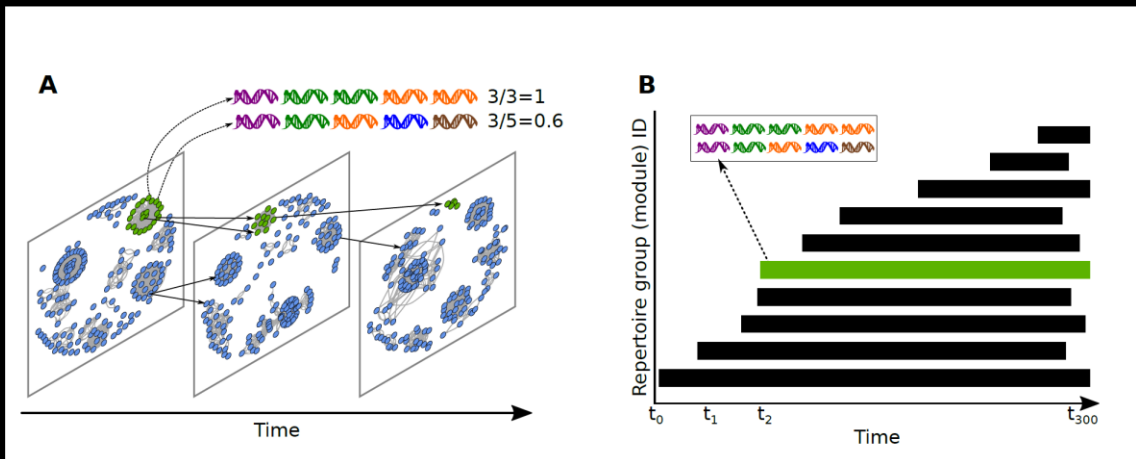 A
3/3=1
3/5=0.6
Time
B
Repertoire group (module) ID
t0 t1 t2 t300
Time